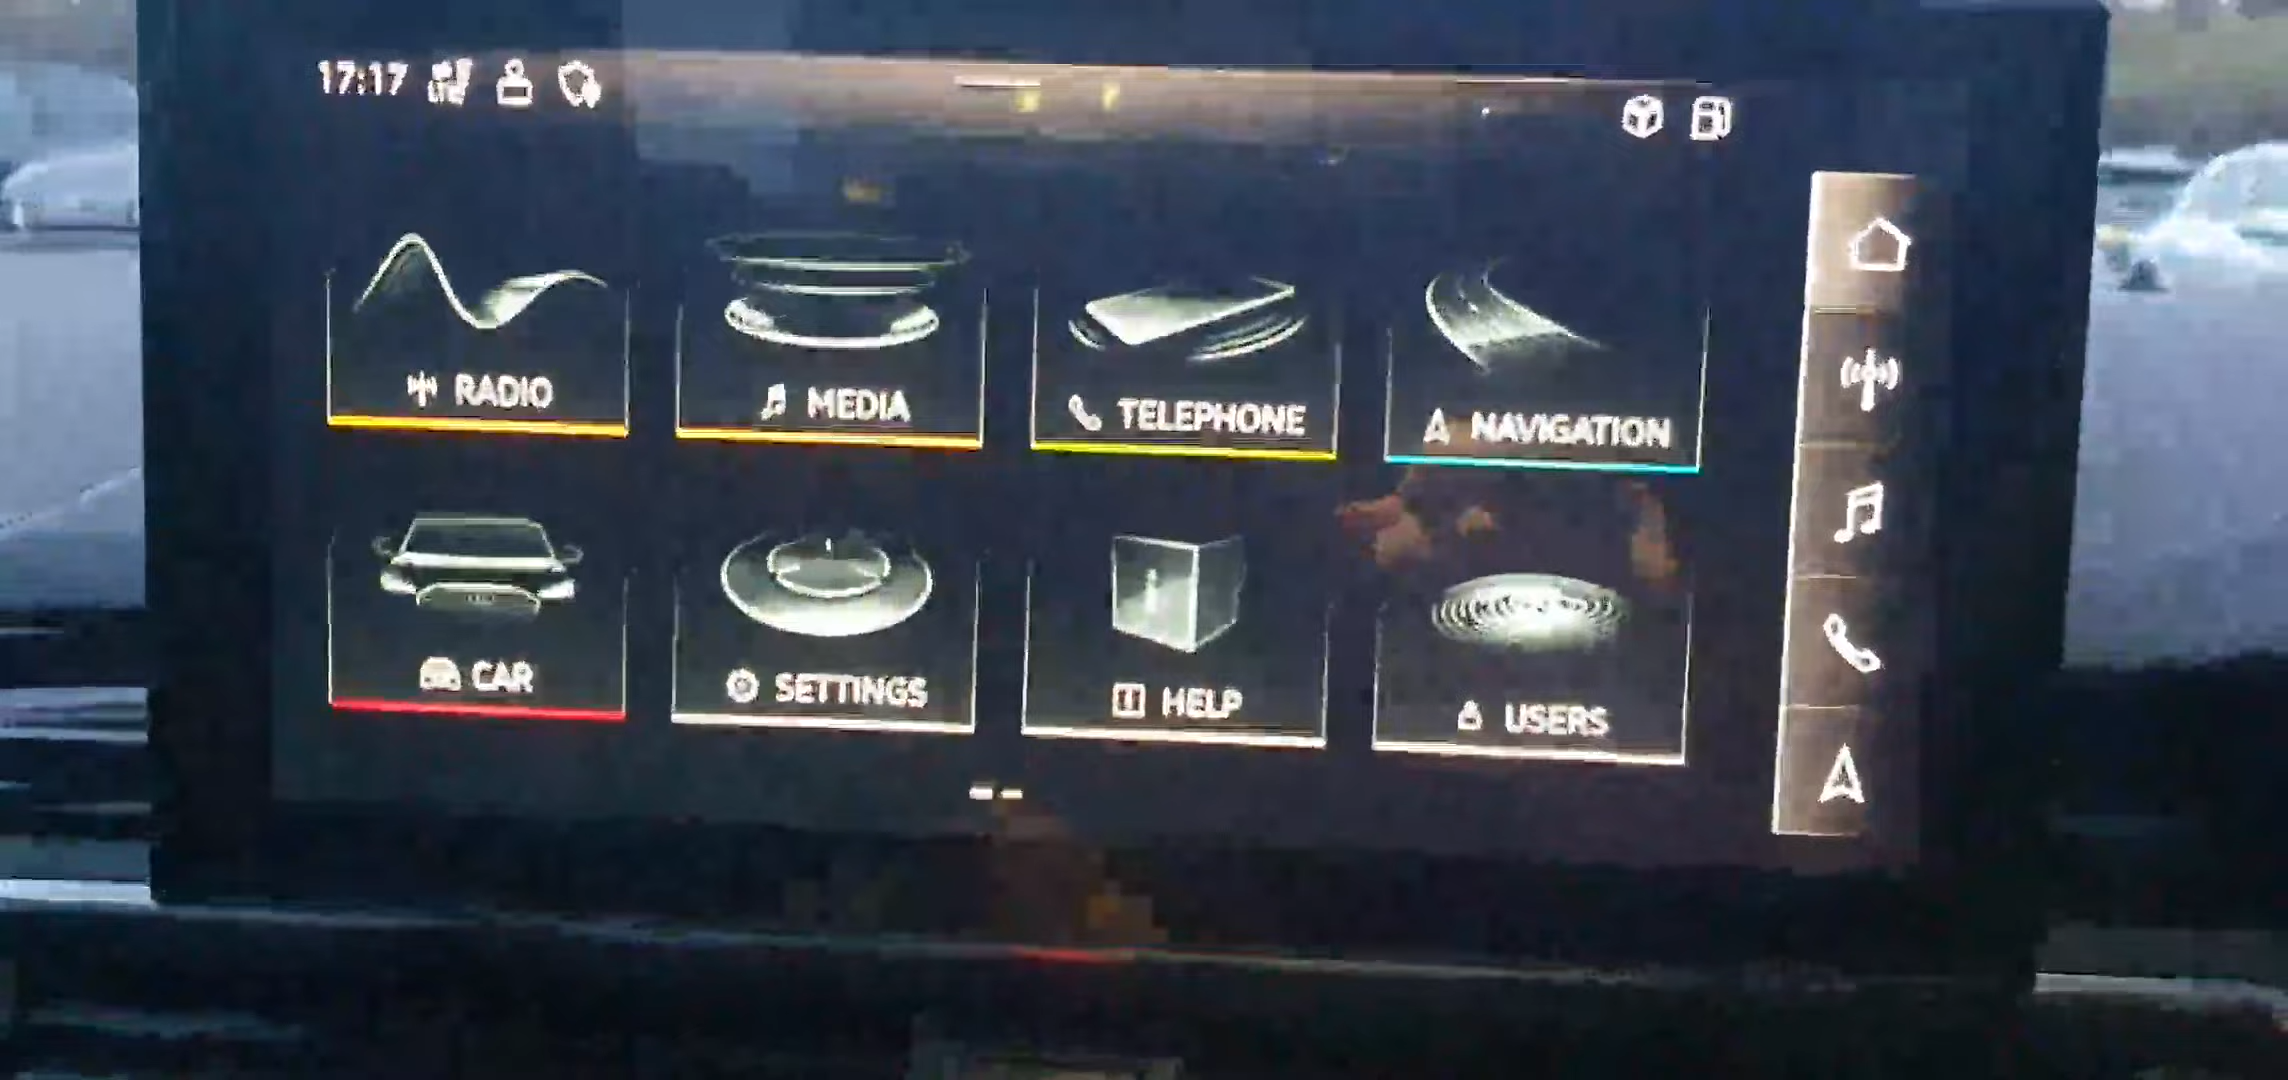 17:17
RADIO
MEDIA
TELEPHONE
NAVIGATION
CAR
SETTINGS
HELP
USERS